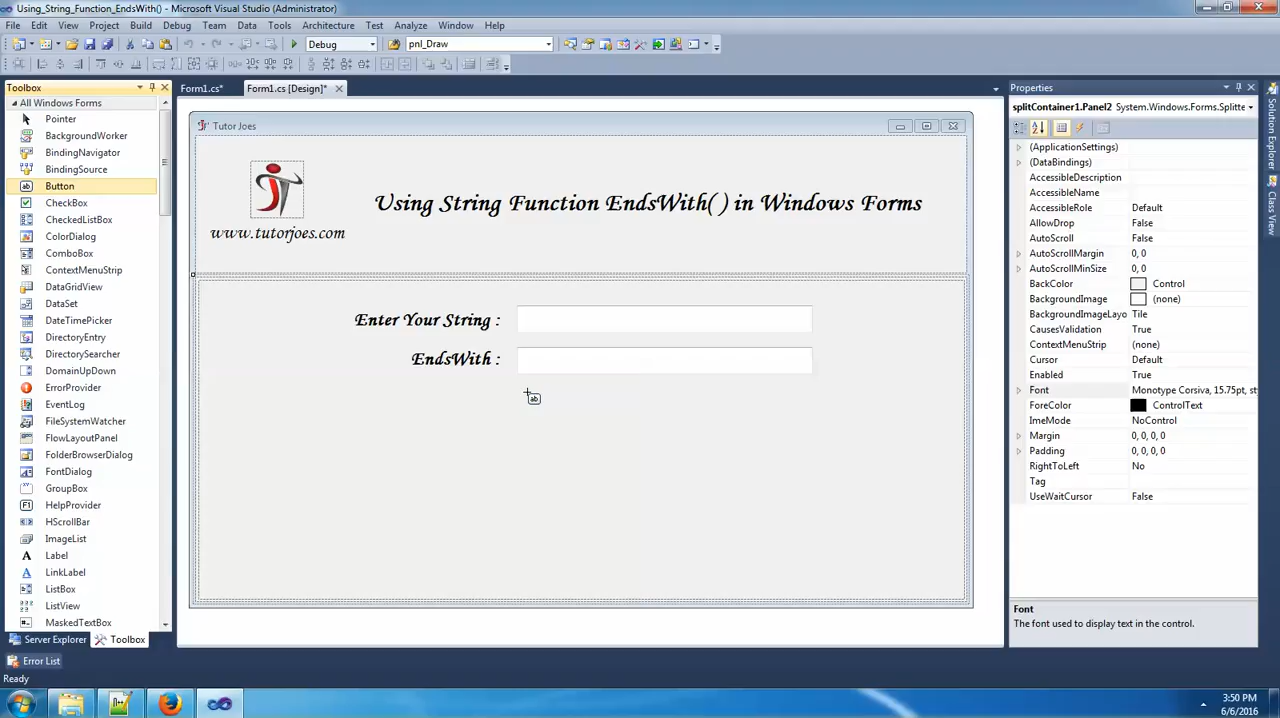 Using_String_Function_EndsWith() - Microsoft Visual Studio (Administrator)
File Edit View Project Build Debug Team Data Tools Architecture Test Analyze Window Help
Debug pnl_Draw
Toolbox
Form1.cs* Form1.cs [Design]*
Properties
All Windows Forms
Pointer
BackgroundWorker
BindingNavigator
BindingSource
Button
CheckBox
CheckedListBox
ColorDialog
ComboBox
ContextMenuStrip
DataGridView
DataSet
DateTimePicker
DirectoryEntry
DirectorySearcher
DomainUpDown
ErrorProvider
EventLog
FileSystemWatcher
FlowLayoutPanel
FolderBrowserDialog
FontDialog
GroupBox
HelpProvider
HScrollBar
ImageList
Label
LinkLabel
ListBox
ListView
MaskedTextBox
Server Explorer Toolbox
Tutor Joes
Using String Function EndsWith( ) in Windows Forms
www.tutorjoes.com
Enter Your String :
EndsWith :
ab
splitContainer1.Panel2 System.Windows.Forms.Splitte
(ApplicationSettings)
(DataBindings)
AccessibleDescription
AccessibleName
AccessibleRole Default
AllowDrop False
AutoScroll False
AutoScrollMargin 0, 0
AutoScrollMinSize 0, 0
BackColor Control
BackgroundImage (none)
BackgroundImageLayo Tile
CausesValidation True
ContextMenuStrip (none)
Cursor Default
Enabled True
Font Monotype Corsiva, 15.75pt, st
ForeColor ControlText
ImeMode NoControl
Margin 0, 0, 0, 0
Padding 0, 0, 0, 0
RightToLeft No
Tag
UseWaitCursor False
Font
The font used to display text in the control.
Solution Explorer
Class View
Error List
Ready
3:50 PM
6/6/2016